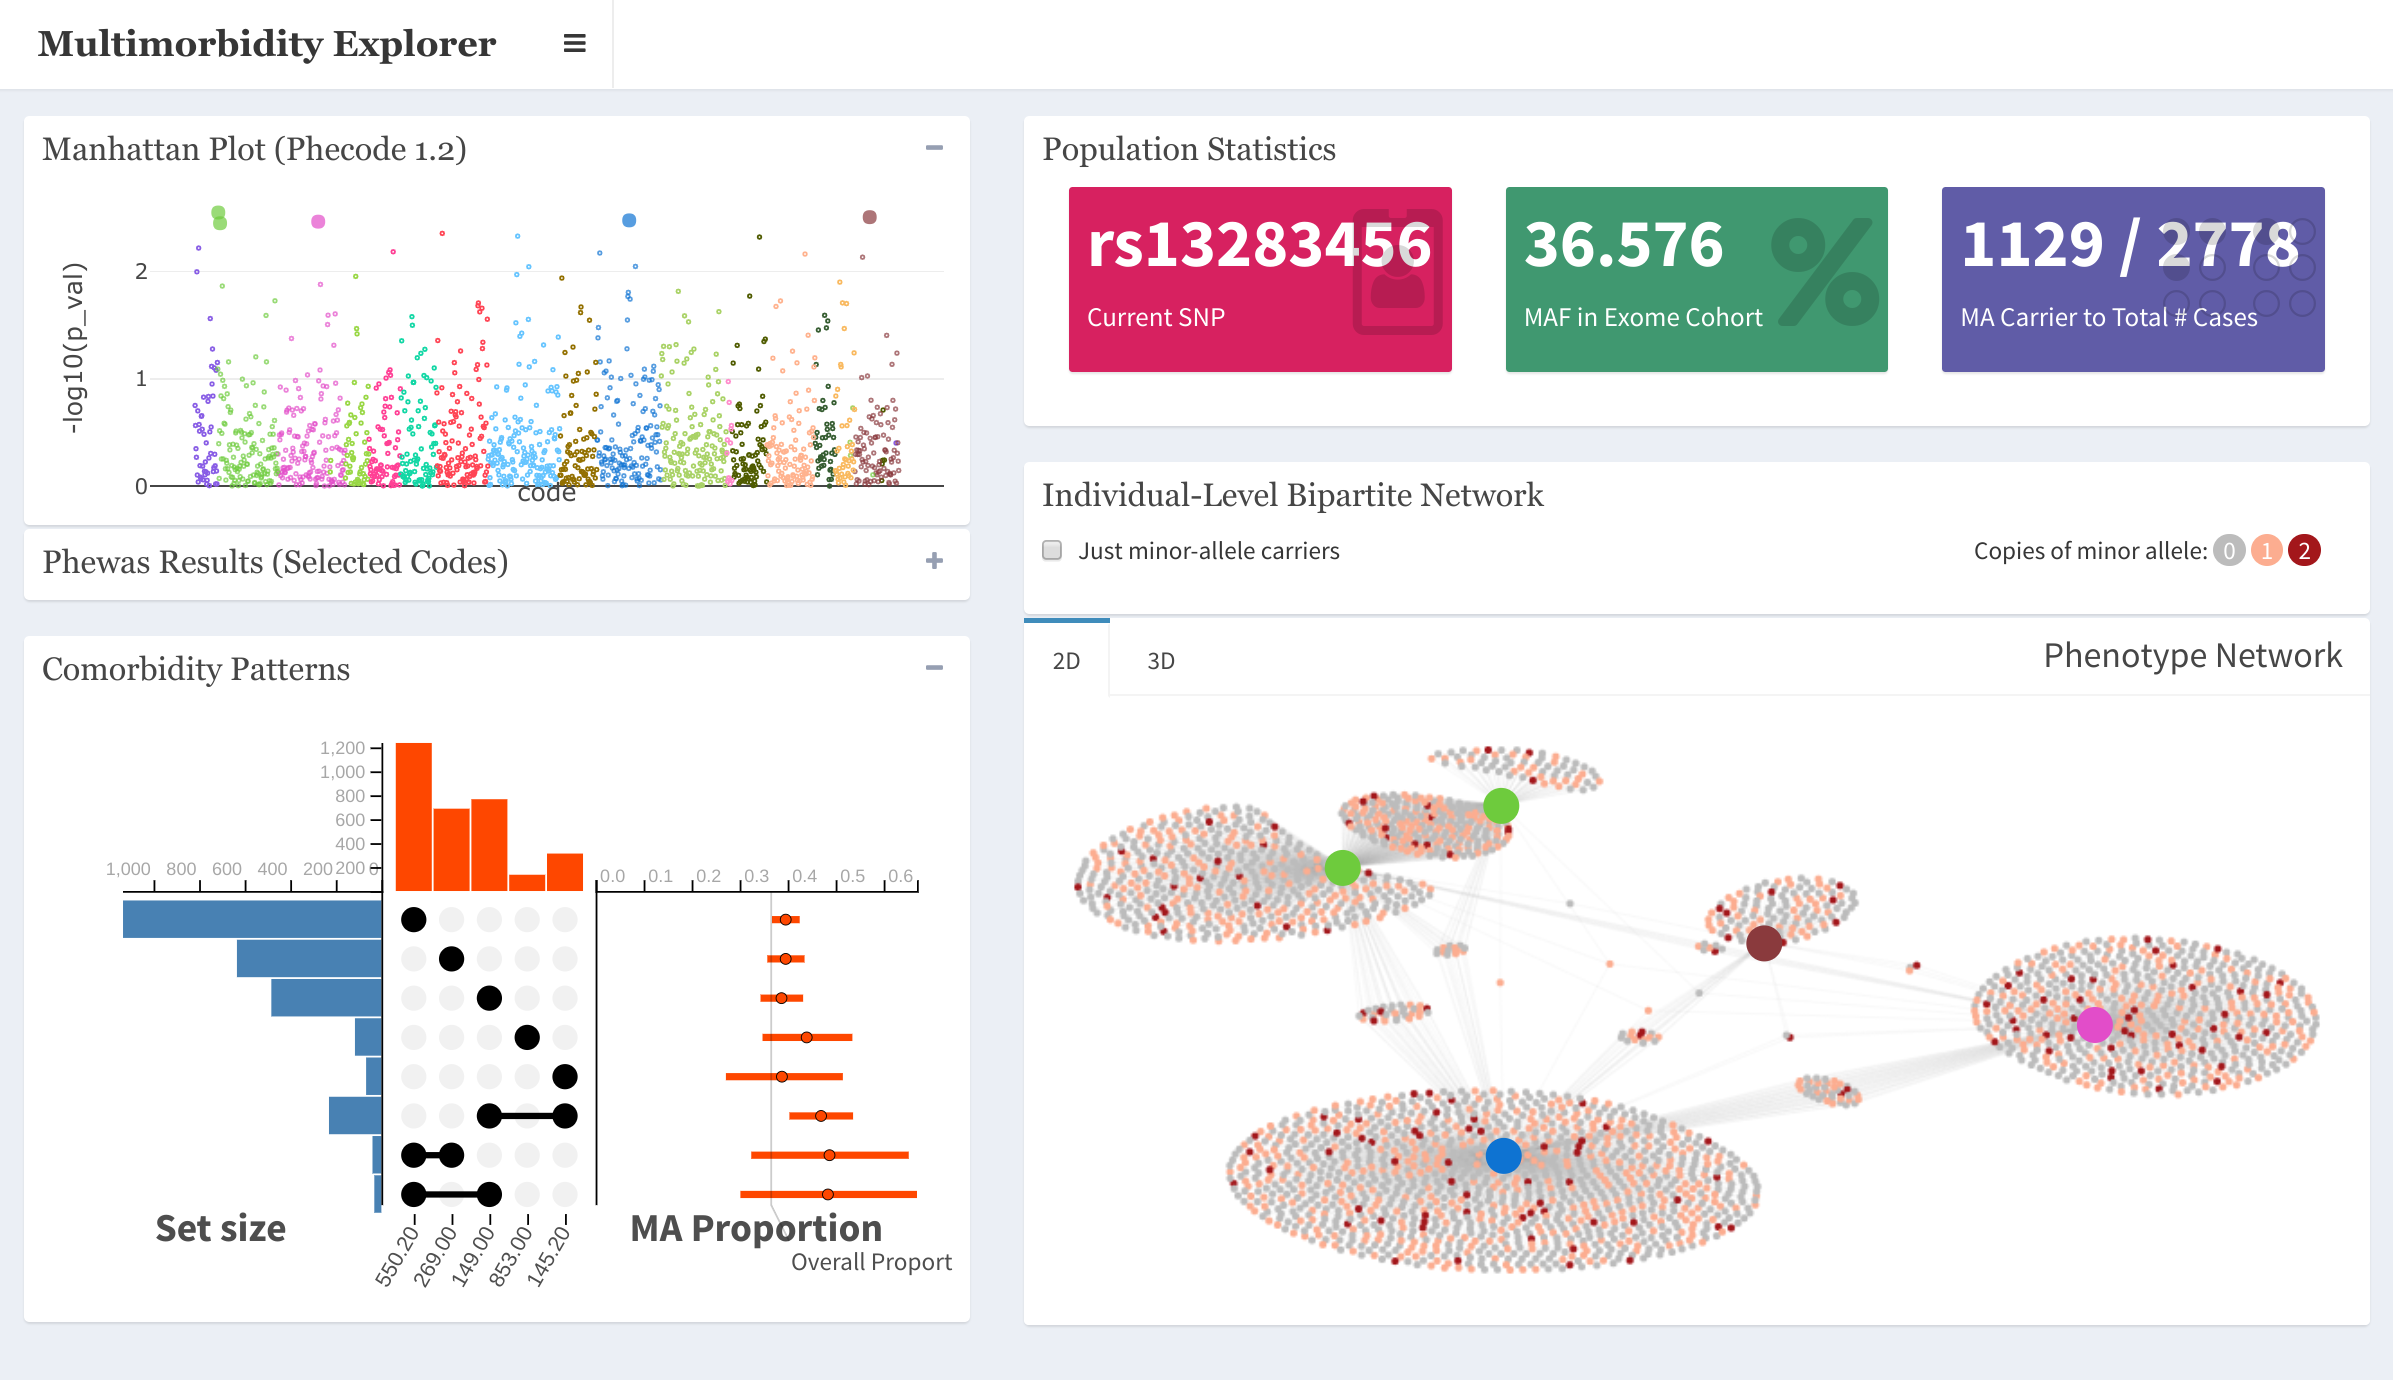 Multimorbidity Explorer
Manhattan Plot (Phecode 1.2)
-log10(p_val)
2
1
0
code
Phewas Results (Selected Codes)
Comorbidity Patterns
1,200
1,000
800
600
400
200
1,000 800 600 400 200 0
0.0 0.1 0.2 0.3 0.4 0.5 0.6
Set size
550.20 269.00 149.00 853.00 145.20
MA Proportion
Overall Proport
Population Statistics
rs13283456
Current SNP
36.576
%
MAF in Exome Cohort
1129 / 2778
MA Carrier to Total # Cases
Individual-Level Bipartite Network
Just minor-allele carriers
Copies of minor allele: 0 1 2
2D 3D Phenotype Network